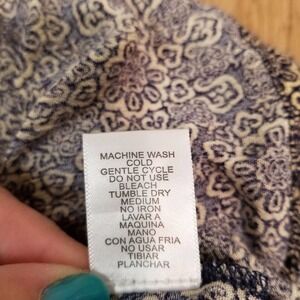 MACHINE WASH
COLD
GENTLE CYCLE
DO NOT USE
BLEACH
TUMBLE DRY
MEDIUM
NO IRON
LAVAR A
MAQUINA
MANO
CON AGUA FRIA
NO USAR
TIBIAR
PLANCHAR